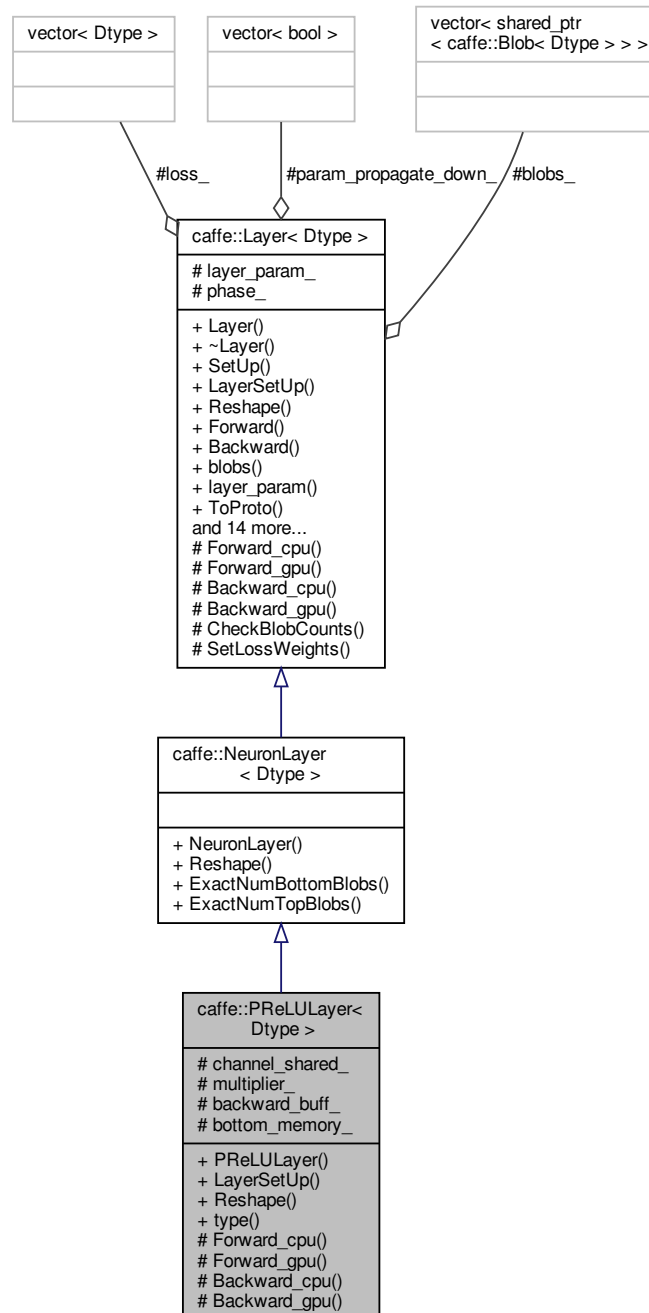 vector< Dtype >
vector< bool >
vector< shared_ptr
< caffe::Blob< Dtype > > >
#loss_
#param_propagate_down_
#blobs_
caffe::Layer< Dtype >
# layer_param_
# phase_
+ Layer()
+ ~Layer()
+ SetUp()
+ LayerSetUp()
+ Reshape()
+ Forward()
+ Backward()
+ blobs()
+ layer_param()
+ ToProto()
and 14 more...
# Forward_cpu()
# Forward_gpu()
# Backward_cpu()
# Backward_gpu()
# CheckBlobCounts()
# SetLossWeights()
caffe::NeuronLayer
< Dtype >
+ NeuronLayer()
+ Reshape()
+ ExactNumBottomBlobs()
+ ExactNumTopBlobs()
caffe::PReLULayer<
Dtype >
# channel_shared_
# multiplier_
# backward_buff_
# bottom_memory_
+ PReLULayer()
+ LayerSetUp()
+ Reshape()
+ type()
# Forward_cpu()
# Forward_gpu()
# Backward_cpu()
# Backward_gpu()